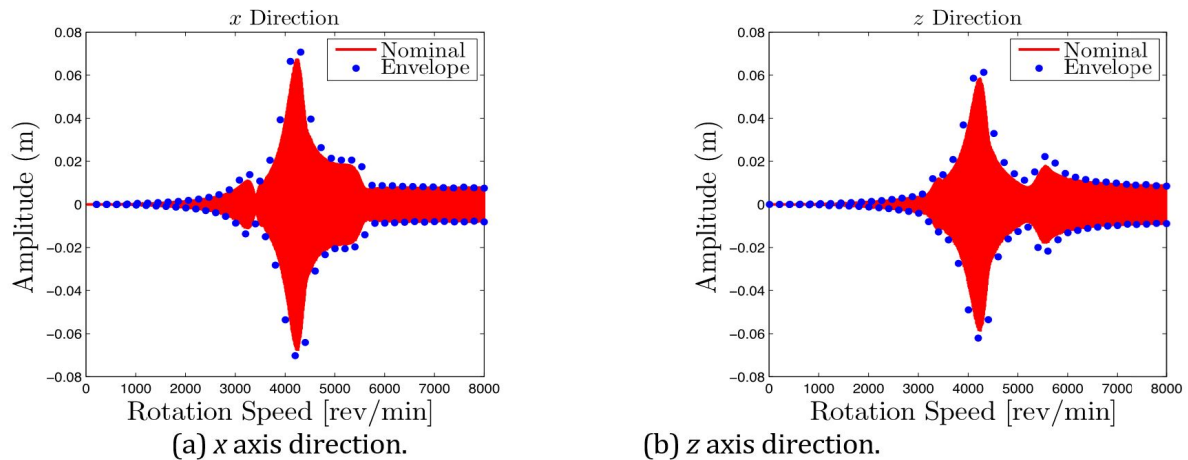 x Direction
0.08
0.06
0.04
0.02
0
−0.02
−0.04
−0.06
−0.08
Amplitude (m)
Nominal
Envelope
0 1000 2000 3000 4000 5000 6000 7000 8000
Rotation Speed [rev/min]
(a) x axis direction.
z Direction
0.08
0.06
0.04
0.02
0
−0.02
−0.04
−0.06
−0.08
Amplitude (m)
Nominal
Envelope
0 1000 2000 3000 4000 5000 6000 7000 8000
Rotation Speed [rev/min]
(b) z axis direction.